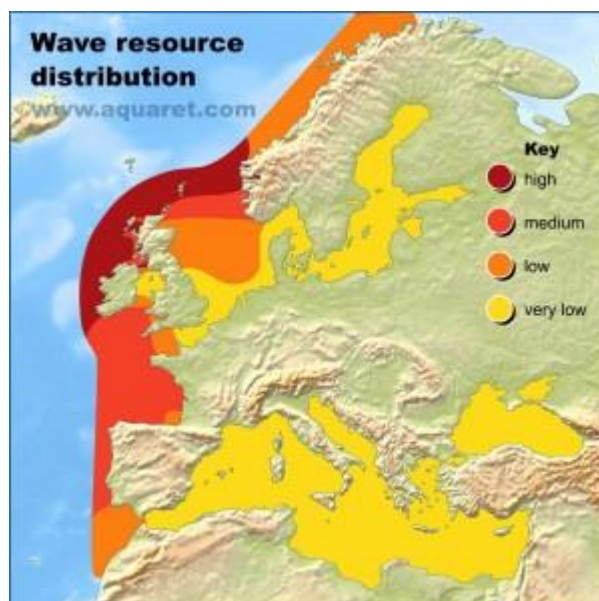 Wave resource
distribution
www.aquaret.com
Key
high
medium
low
very low